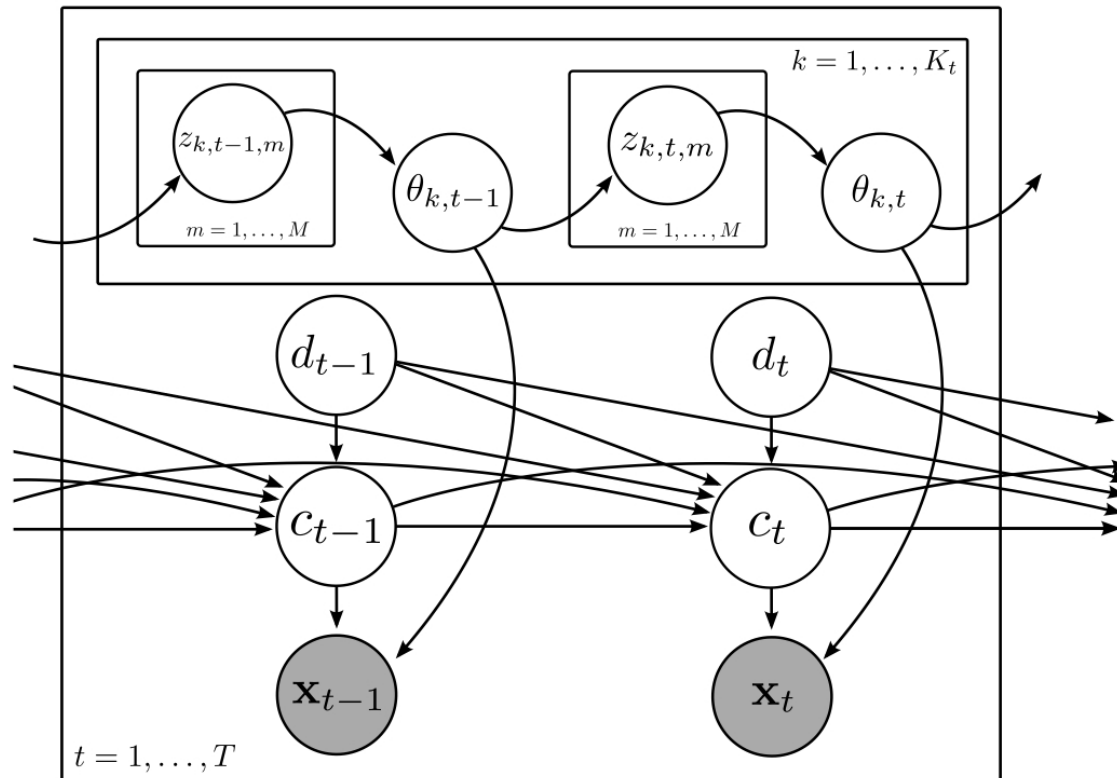 k = 1, . . . , K_t
z_{k,t−1,m}
z_{k,t,m}
θ_{k,t−1}
θ_{k,t}
m = 1, . . . , M
m = 1, . . . , M
d_{t−1}
d_t
c_{t−1}
c_t
x_{t−1}
x_t
t = 1, . . . , T